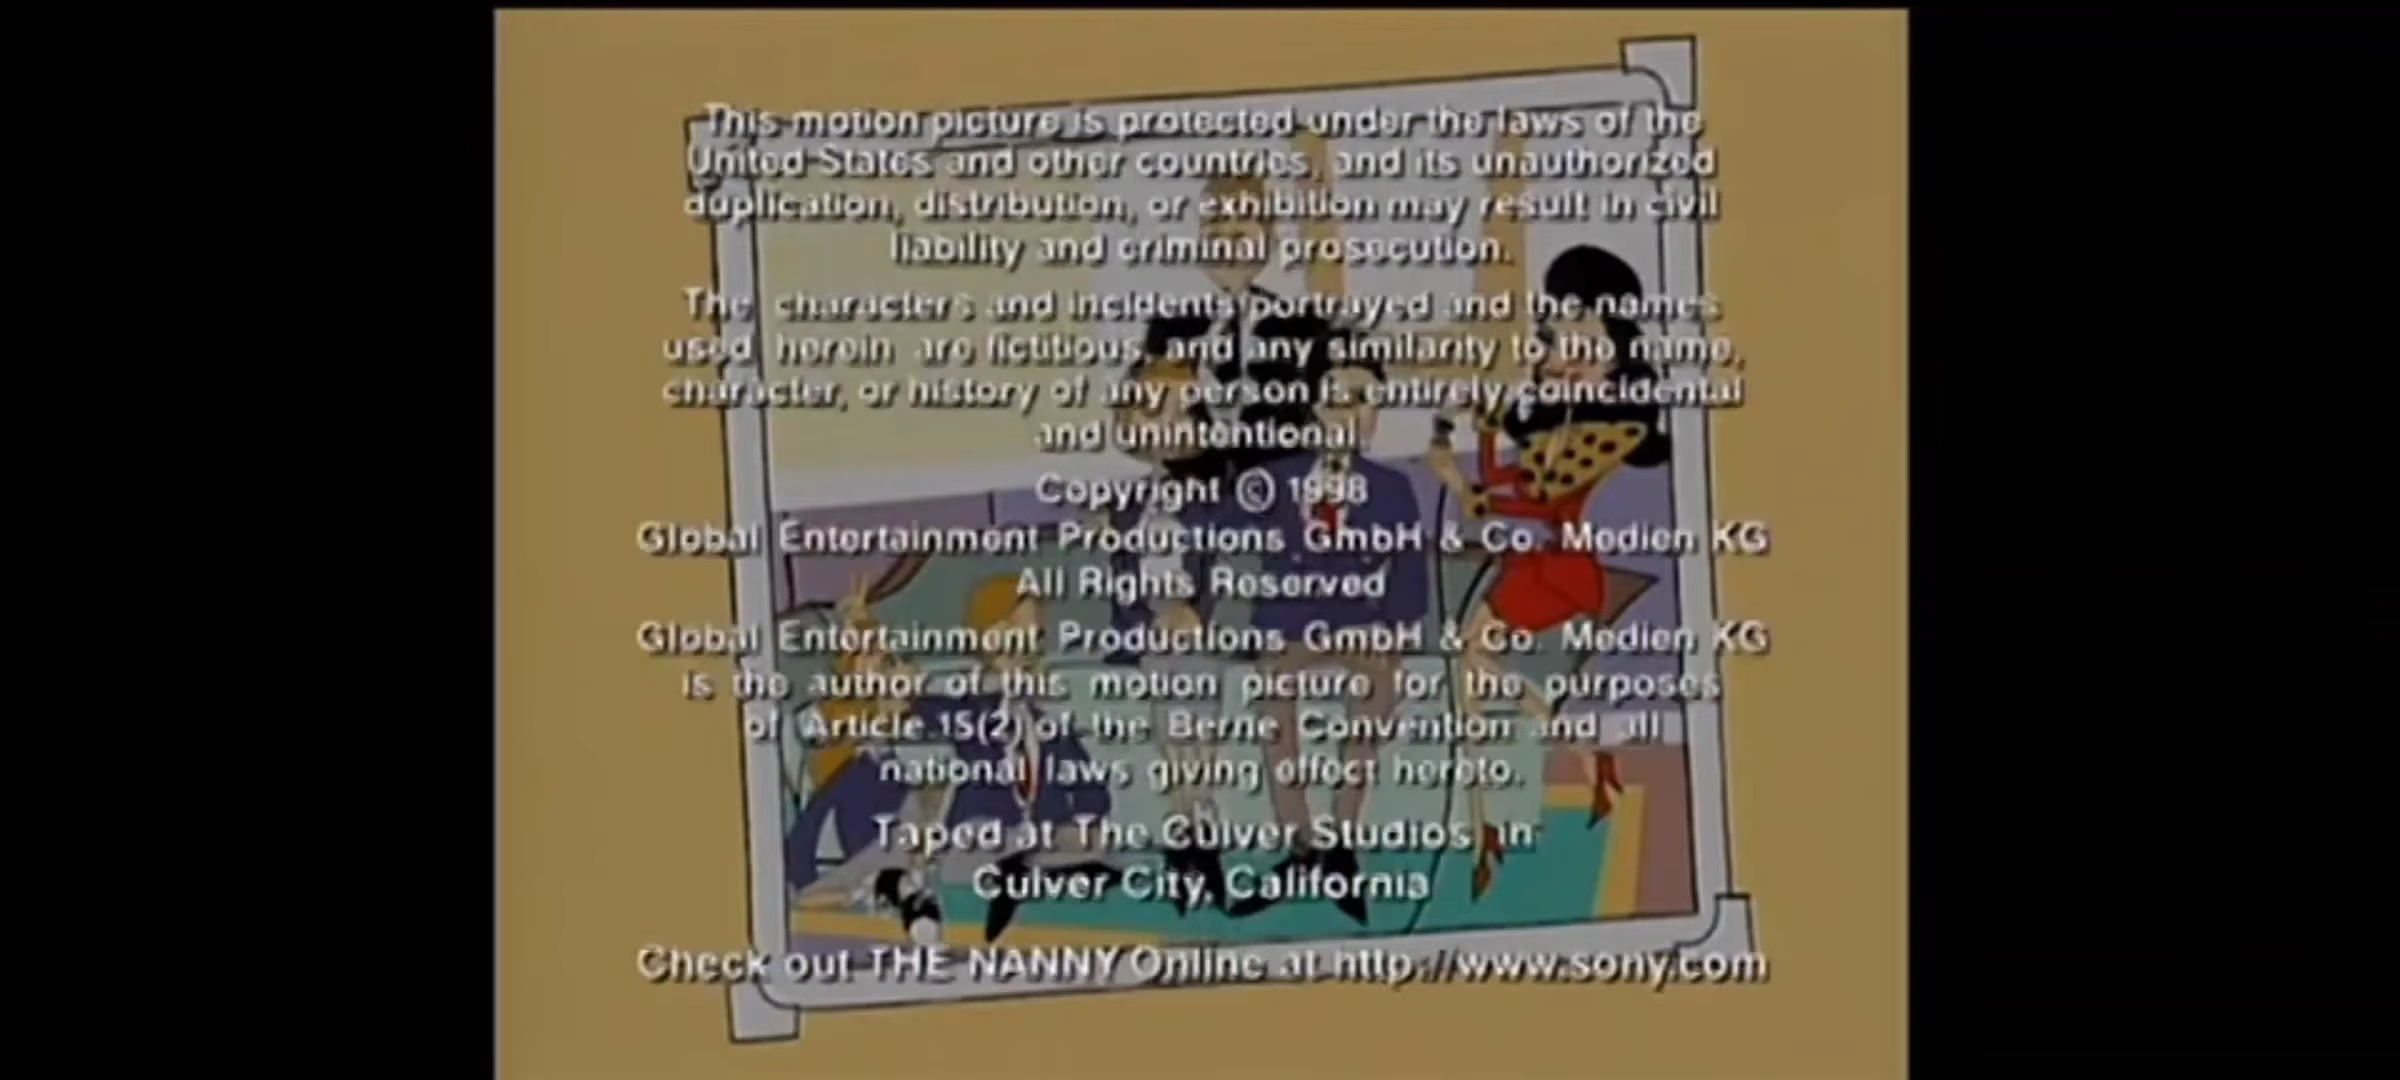 This motion picture is protected under the laws of the
United States and other countries, and its unauthorized
duplication, distribution, or exhibition may result in civil
liability and criminal prosecution.
The characters and incidents portrayed and the names
used herein are fictitious, and any similarity to the name,
character, or history of any person is entirely coincidental
and unintentional.
Copyright © 1998
Global Entertainment Productions GmbH & Co. Medien KG
All Rights Reserved
Global Entertainment Productions GmbH & Co. Medien KG
is the author of this motion picture for the purposes
of Article 15(2) of the Berne Convention and all
national laws giving effect hereto.
Taped at The Culver Studios in
Culver City, California
Check out THE NANNY Online at http://www.sony.com